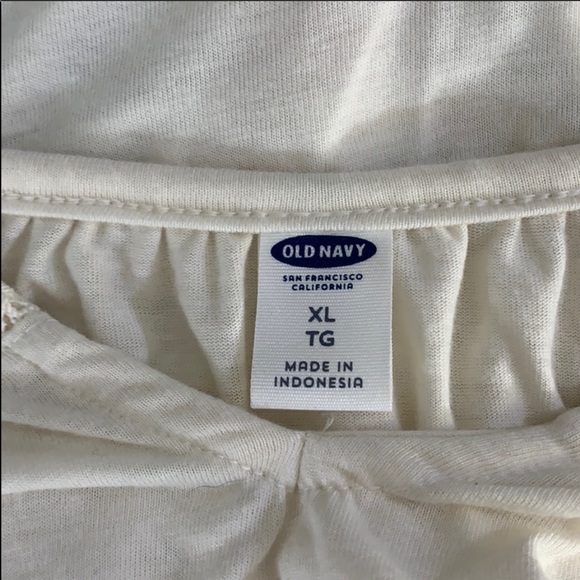 OLD NAVY
SAN FRANCISCO
CALIFORNIA
XL
TG
MADE IN
INDONESIA